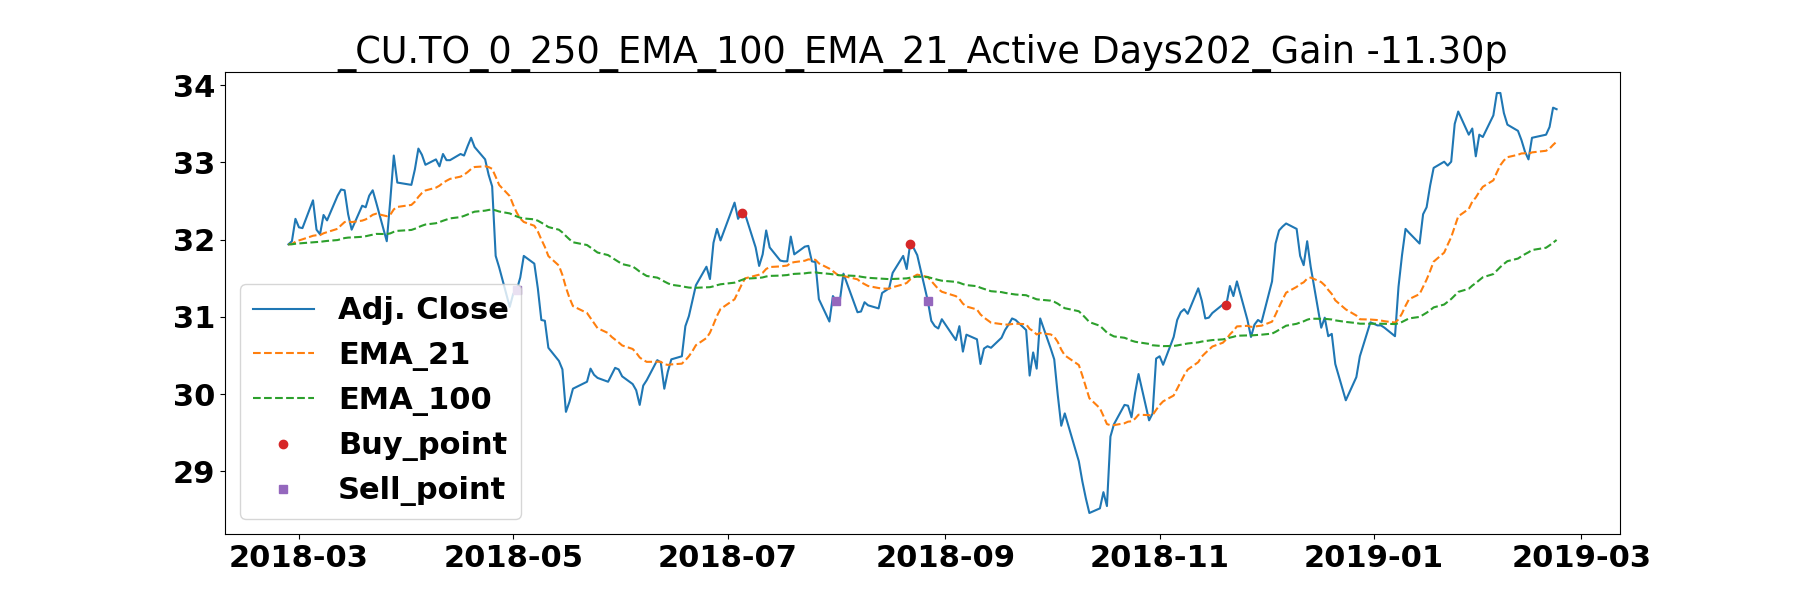 _CU.TO_0_250_EMA_100_EMA_21_Active Days202_Gain -11.30p
34
33
32
31
30
29
Adj. Close
EMA_21
EMA_100
Buy_point
Sell_point
2018-03 2018-05 2018-07 2018-09 2018-11 2019-01 2019-03